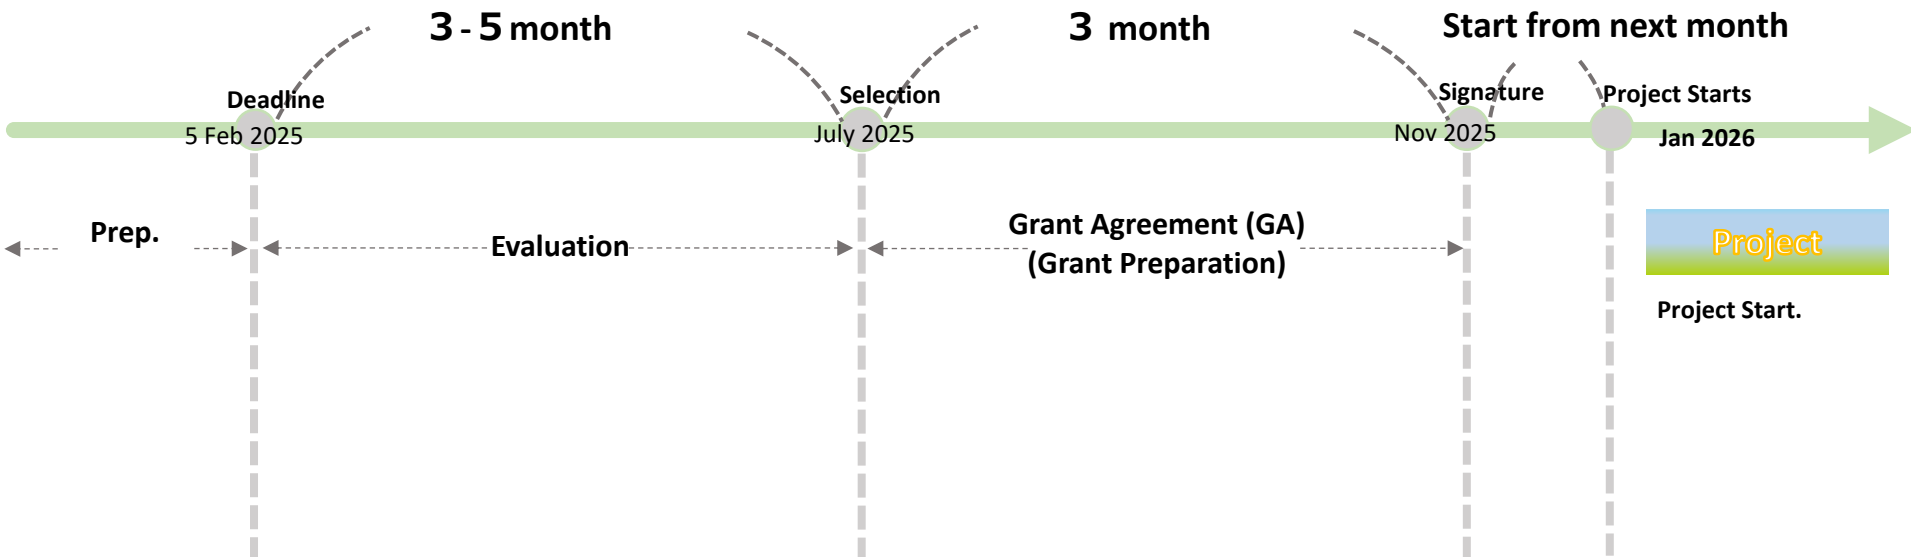 3 - 5 month
3 month
Start from next month
Deadline
Selection
Signature
Project Starts
5 Feb 2025
July 2025
Nov 2025
Jan 2026
Prep.
Evaluation
Grant Agreement (GA)
(Grant Preparation)
Project
Project Start.